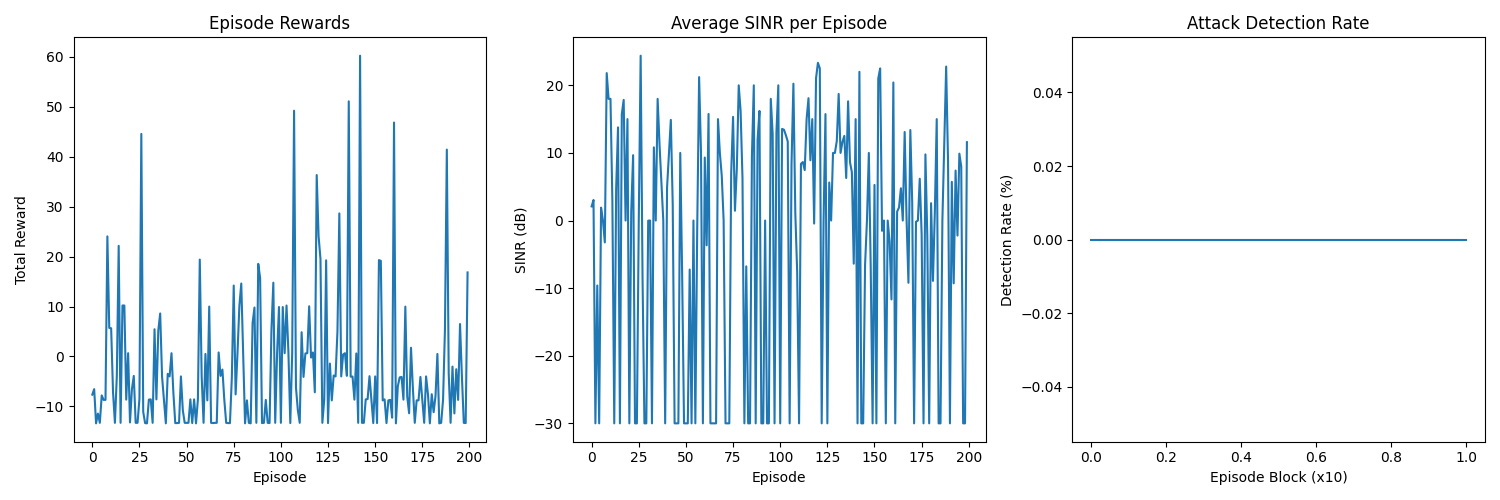 Episode Rewards
Total Reward
60
50
40
30
20
10
0
−10
0 25 50 75 100 125 150 175 200
Episode
Average SINR per Episode
SINR (dB)
20
10
0
−10
−20
−30
0 25 50 75 100 125 150 175 200
Episode
Attack Detection Rate
Detection Rate (%)
0.04
0.02
0.00
−0.02
−0.04
0.0 0.2 0.4 0.6 0.8 1.0
Episode Block (x10)